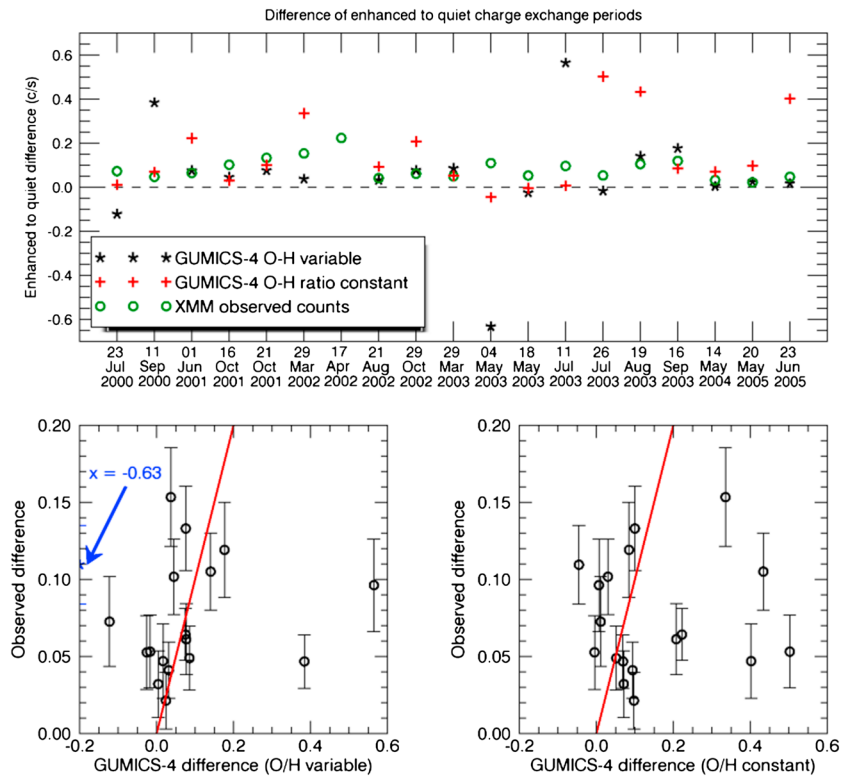 Difference of enhanced to quiet charge exchange periods
Enhanced to quiet difference (c/s)
0.6
0.4
0.2
0.0
-0.2
-0.4
-0.6
GUMICS-4 O-H variable
GUMICS-4 O-H ratio constant
XMM observed counts
23 11 01 16 21 29 17 21 29 29 04 18 11 26 19 16 14 20 23
Jul Sep Jun Oct Oct Mar Apr Aug Oct Mar May May Jul Jul Aug Sep May May Jun
2000 2000 2001 2001 2001 2002 2002 2002 2002 2003 2003 2003 2003 2003 2003 2003 2004 2005 2005
Observed difference
0.20
0.15
0.10
0.05
0.00
x = -0.63
-0.2 0.0 0.2 0.4 0.6
GUMICS-4 difference (O/H variable)
Observed difference
0.20
0.15
0.10
0.05
0.00
-0.2 0.0 0.2 0.4 0.6
GUMICS-4 difference (O/H constant)